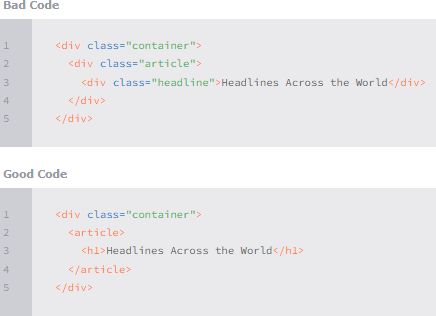 Bad Code
1 <div class="container">
2 <div class="article">
3 <div class="headline">Headlines Across the World</div>
4 </div>
5 </div>
Good Code
1 <div class="container">
2 <article>
3 <h1>Headlines Across the World</h1>
4 </article>
5 </div>